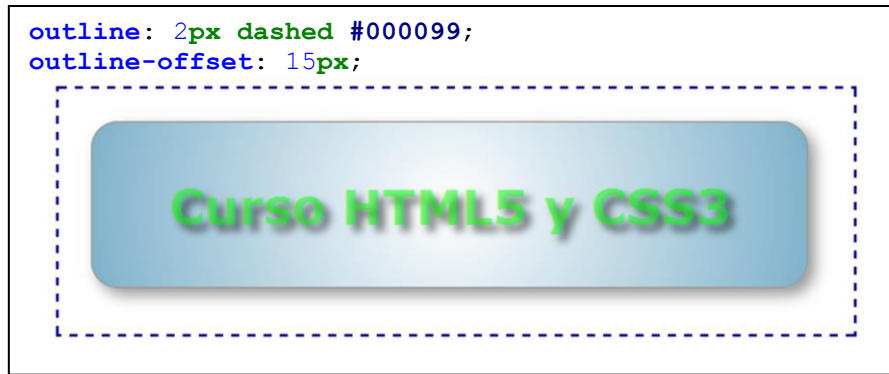 outline: 2px dashed #000099;
outline-offset: 15px;
Curso HTML5 y CSS3